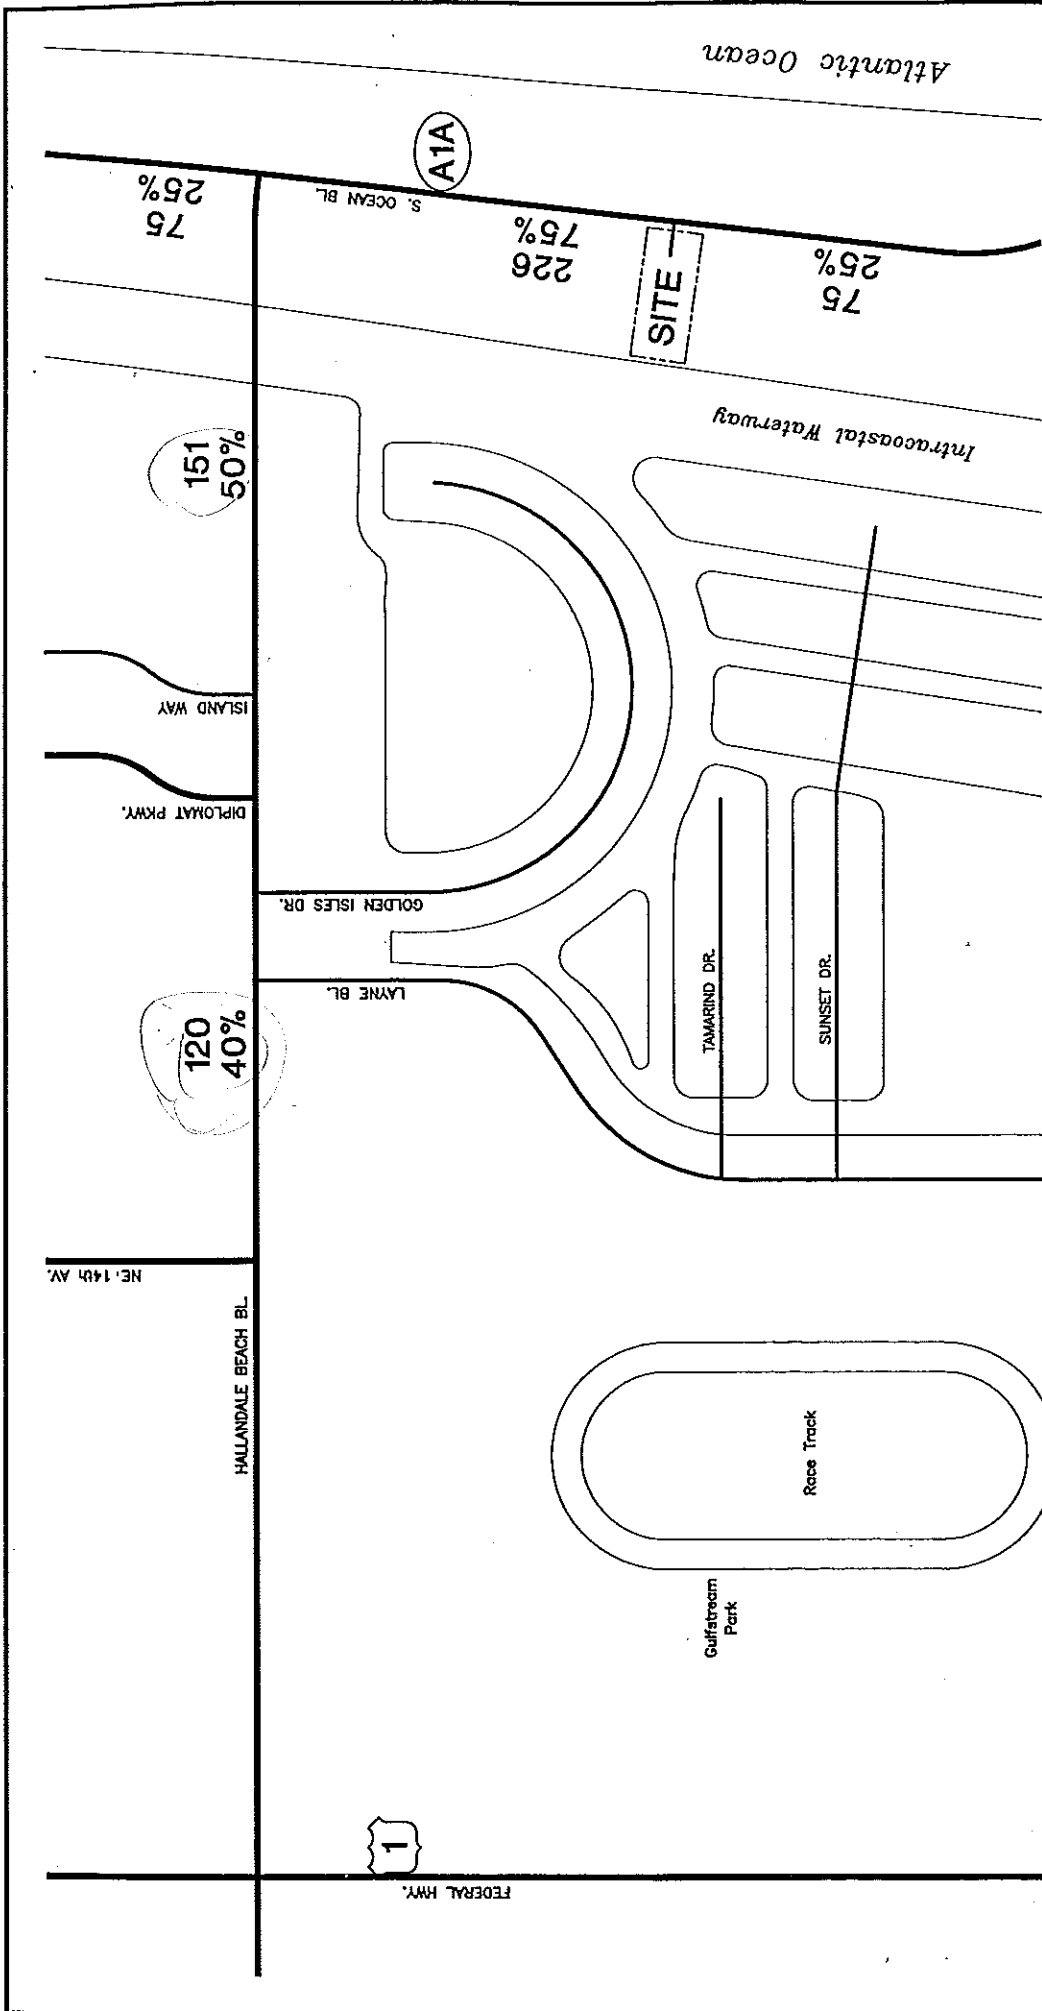 Atlantic Ocean
75
25%
A1A
S. OCEAN BL.
226
75%
SITE
75
25%
Intracoastal Waterway
151
50%
ISLAND WAY
DIPLOMAT PKWY.
GOLDEN ISLES DR.
LAYNE BL.
120
40%
TAMARIND DR.
SUNSET DR.
NE. 14th AV.
HALLANDALE BEACH BL.
Race Track
Gulfstream
Park
1
FEDERAL HWY.